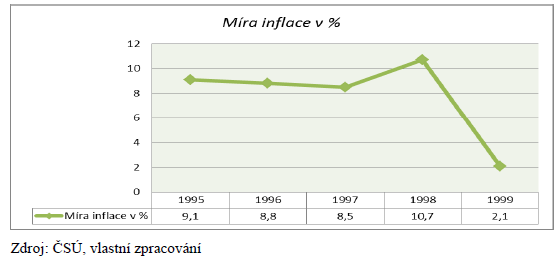 Míra inflace v %
12
10
8
6
4
2
0
1995 1996 1997 1998 1999
Míra inflace v % 9,1 8,8 8,5 10,7 2,1
Zdroj: ČSÚ, vlastní zpracování